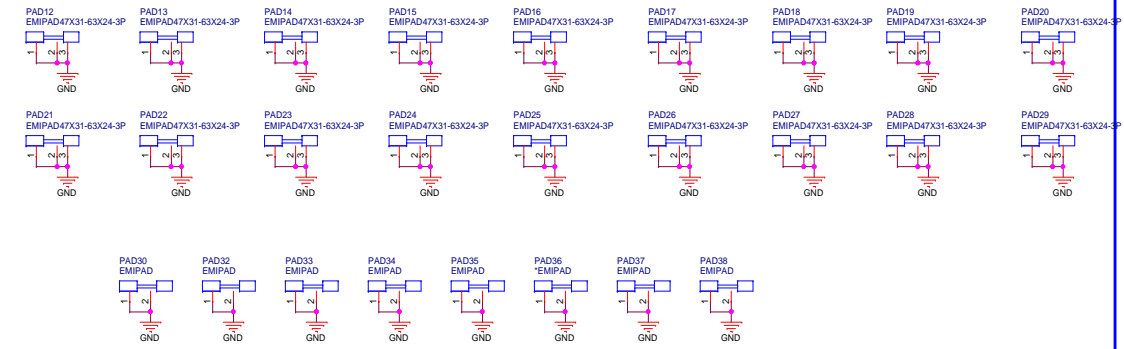 PAD12 PAD13 PAD14 PAD15 PAD16 PAD17 PAD18 PAD19 PAD20
EMIPAD47X31-63X24-3P EMIPAD47X31-63X24-3P EMIPAD47X31-63X24-3P EMIPAD47X31-63X24-3P EMIPAD47X31-63X24-3P EMIPAD47X31-63X24-3P EMIPAD47X31-63X24-3P EMIPAD47X31-63X24-3P EMIPAD47X31-63X24-3P
1 2 3 1 2 3 1 2 3 1 2 3 1 2 3 1 2 3 1 2 3 1 2 3 1 2 3
GND GND GND GND GND GND GND GND GND
PAD21 PAD22 PAD23 PAD24 PAD25 PAD26 PAD27 PAD28 PAD29
EMIPAD47X31-63X24-3P EMIPAD47X31-63X24-3P EMIPAD47X31-63X24-3P EMIPAD47X31-63X24-3P EMIPAD47X31-63X24-3P EMIPAD47X31-63X24-3P EMIPAD47X31-63X24-3P EMIPAD47X31-63X24-3P EMIPAD47X31-63X24-3P
1 2 3 1 2 3 1 2 3 1 2 3 1 2 3 1 2 3 1 2 3 1 2 3 1 2 3
GND GND GND GND GND GND GND GND GND
PAD30 PAD32 PAD33 PAD34 PAD35 PAD36 PAD37 PAD38
EMIPAD EMIPAD EMIPAD EMIPAD EMIPAD *EMIPAD EMIPAD EMIPAD
1 2 1 2 1 2 1 2 1 2 1 2 1 2 1 2
GND GND GND GND GND GND GND GND